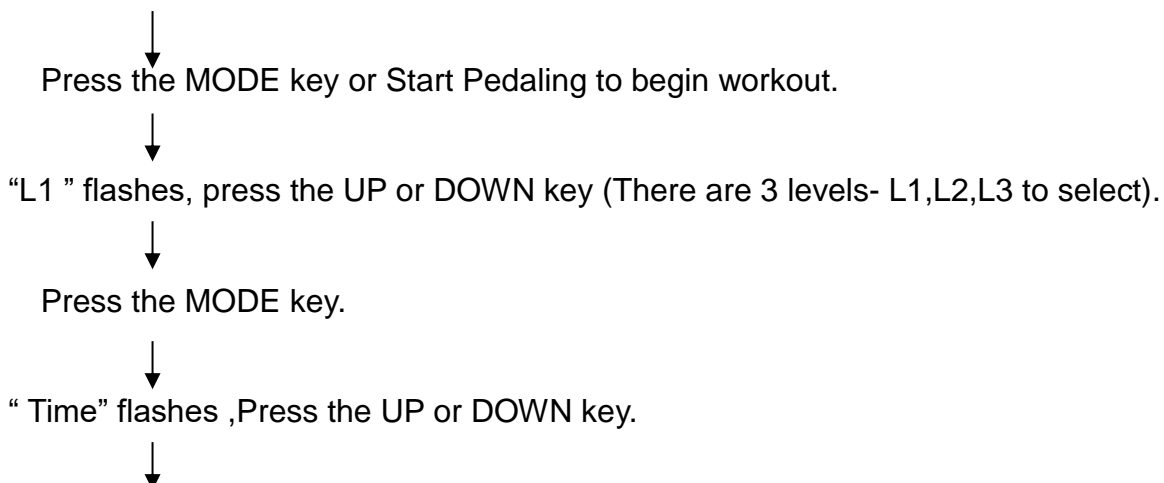 Press the MODE key or Start Pedaling to begin workout.
“L1 ” flashes, press the UP or DOWN key (There are 3 levels- L1,L2,L3 to select).
Press the MODE key.
“ Time” flashes ,Press the UP or DOWN key.